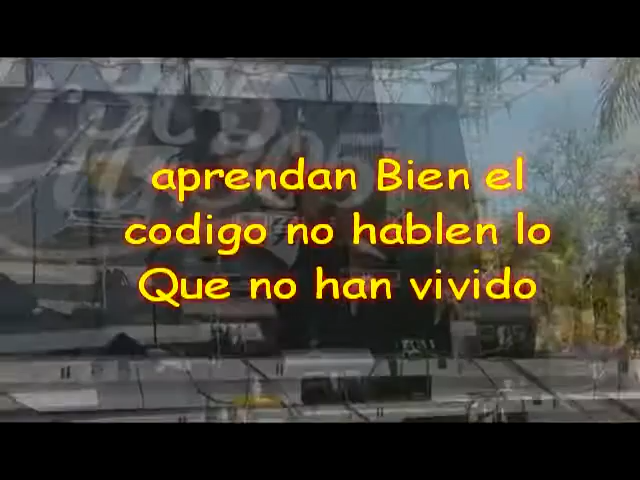 aprendan Bien el
codigo no hablen lo
Que no han vivido